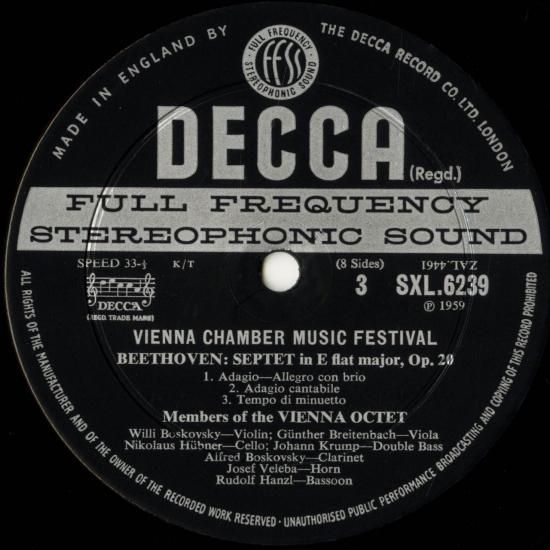 MADE IN ENGLAND BY
FULL FREQUENCY
ffss
STEREOPHONIC SOUND
THE DECCA RECORD CO. LTD. LONDON
DECCA (Regd.)
FULL FREQUENCY
STEREOPHONIC SOUND
SPEED 33-⅓ K/T (8 Sides) ZAL.4461
DECCA 3 SXL.6239
(REGD. TRADE MARK) Ⓟ 1959
VIENNA CHAMBER MUSIC FESTIVAL
BEETHOVEN: SEPTET in E flat major, Op. 20
1. Adagio—Allegro con brio
2. Adagio cantabile
3. Tempo di minuetto
Members of the VIENNA OCTET
Willi Boskovsky—Violin; Günther Breitenbach—Viola
Nikolaus Hübner—Cello; Johann Krump—Double Bass
Alfred Boskovsky—Clarinet
Josef Veleba—Horn
Rudolf Hanzl—Bassoon
ALL RIGHTS OF THE MANUFACTURER AND OF THE OWNER OF THE RECORDED WORK RESERVED · UNAUTHORISED PUBLIC PERFORMANCE BROADCASTING AND COPYING OF THIS RECORD PROHIBITED